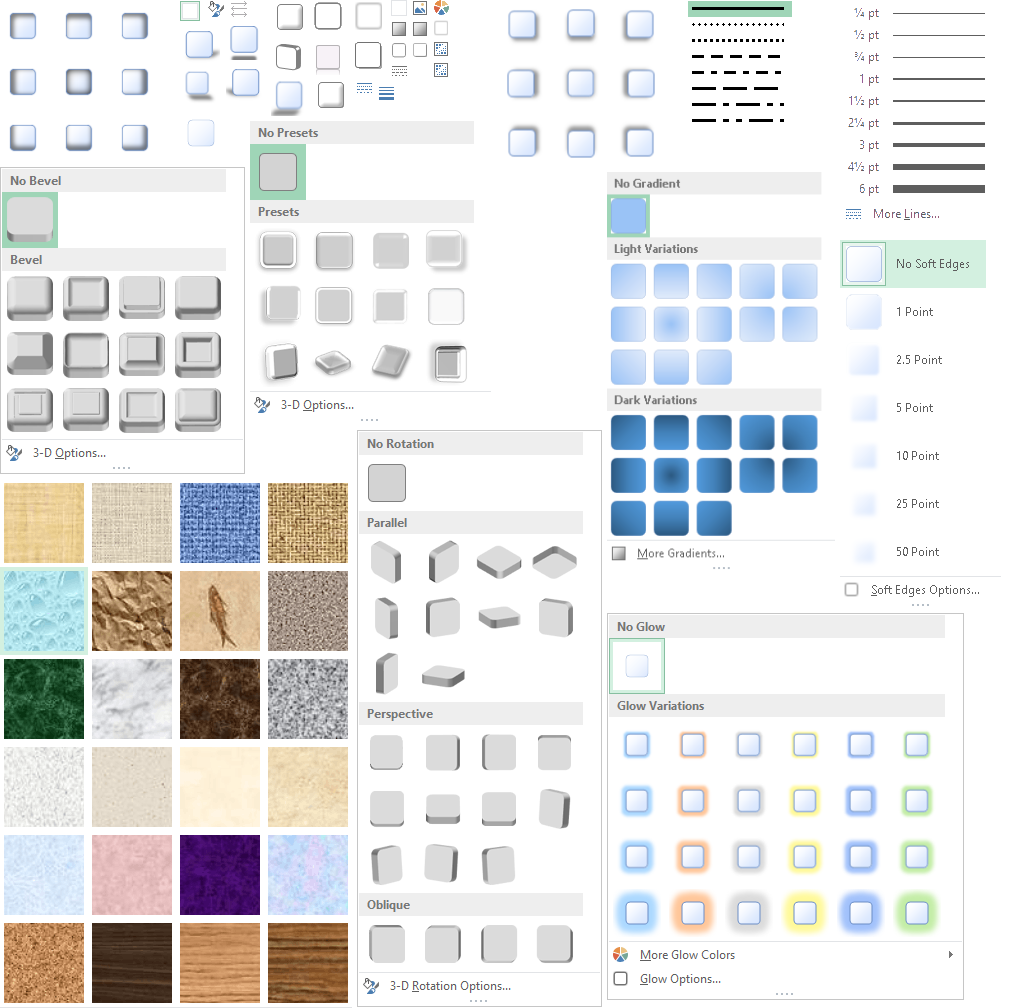 No Bevel
Bevel
3-D Options...
No Presets
Presets
3-D Options...
No Rotation
Parallel
Perspective
Oblique
3-D Rotation Options...
No Gradient
Light Variations
Dark Variations
More Gradients...
¼ pt
½ pt
¾ pt
1 pt
1½ pt
2¼ pt
3 pt
4½ pt
6 pt
More Lines...
No Soft Edges
1 Point
2.5 Point
5 Point
10 Point
25 Point
50 Point
Soft Edges Options...
No Glow
Glow Variations
More Glow Colors
Glow Options...